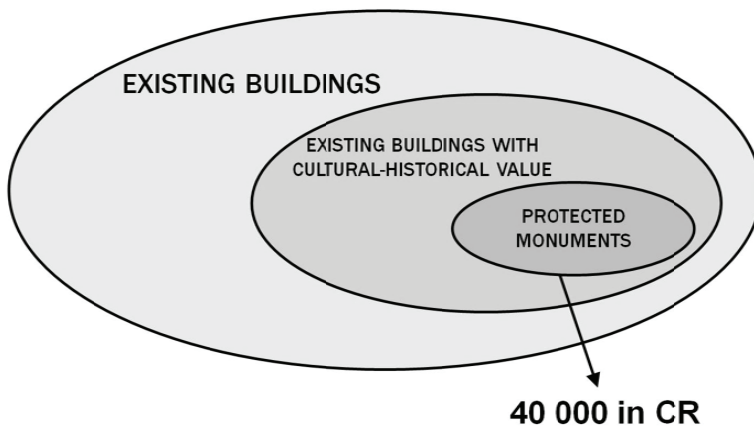 EXISTING BUILDINGS
EXISTING BUILDINGS WITH
CULTURAL-HISTORICAL VALUE
PROTECTED
MONUMENTS
40 000 in CR